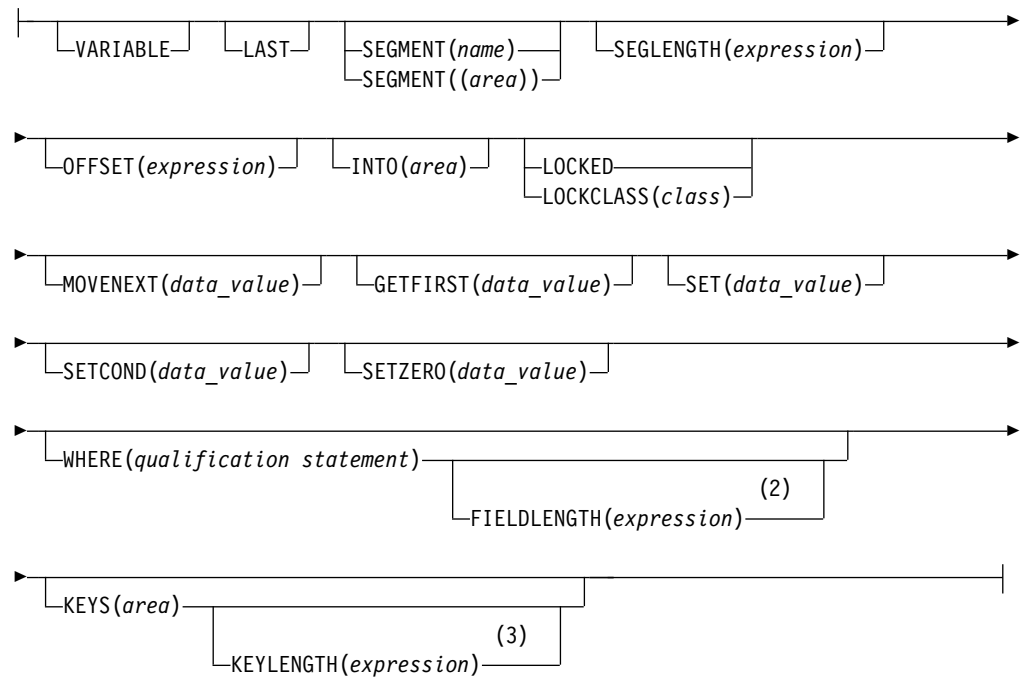 VARIABLE LAST SEGMENT(name) SEGLENGTH(expression)
SEGMENT((area))
OFFSET(expression) INTO(area) LOCKED
LOCKCLASS(class)
MOVENEXT(data_value) GETFIRST(data_value) SET(data_value)
SETCOND(data_value) SETZERO(data_value)
WHERE(qualification statement)
(2)
FIELDLENGTH(expression)
KEYS(area)
(3)
KEYLENGTH(expression)